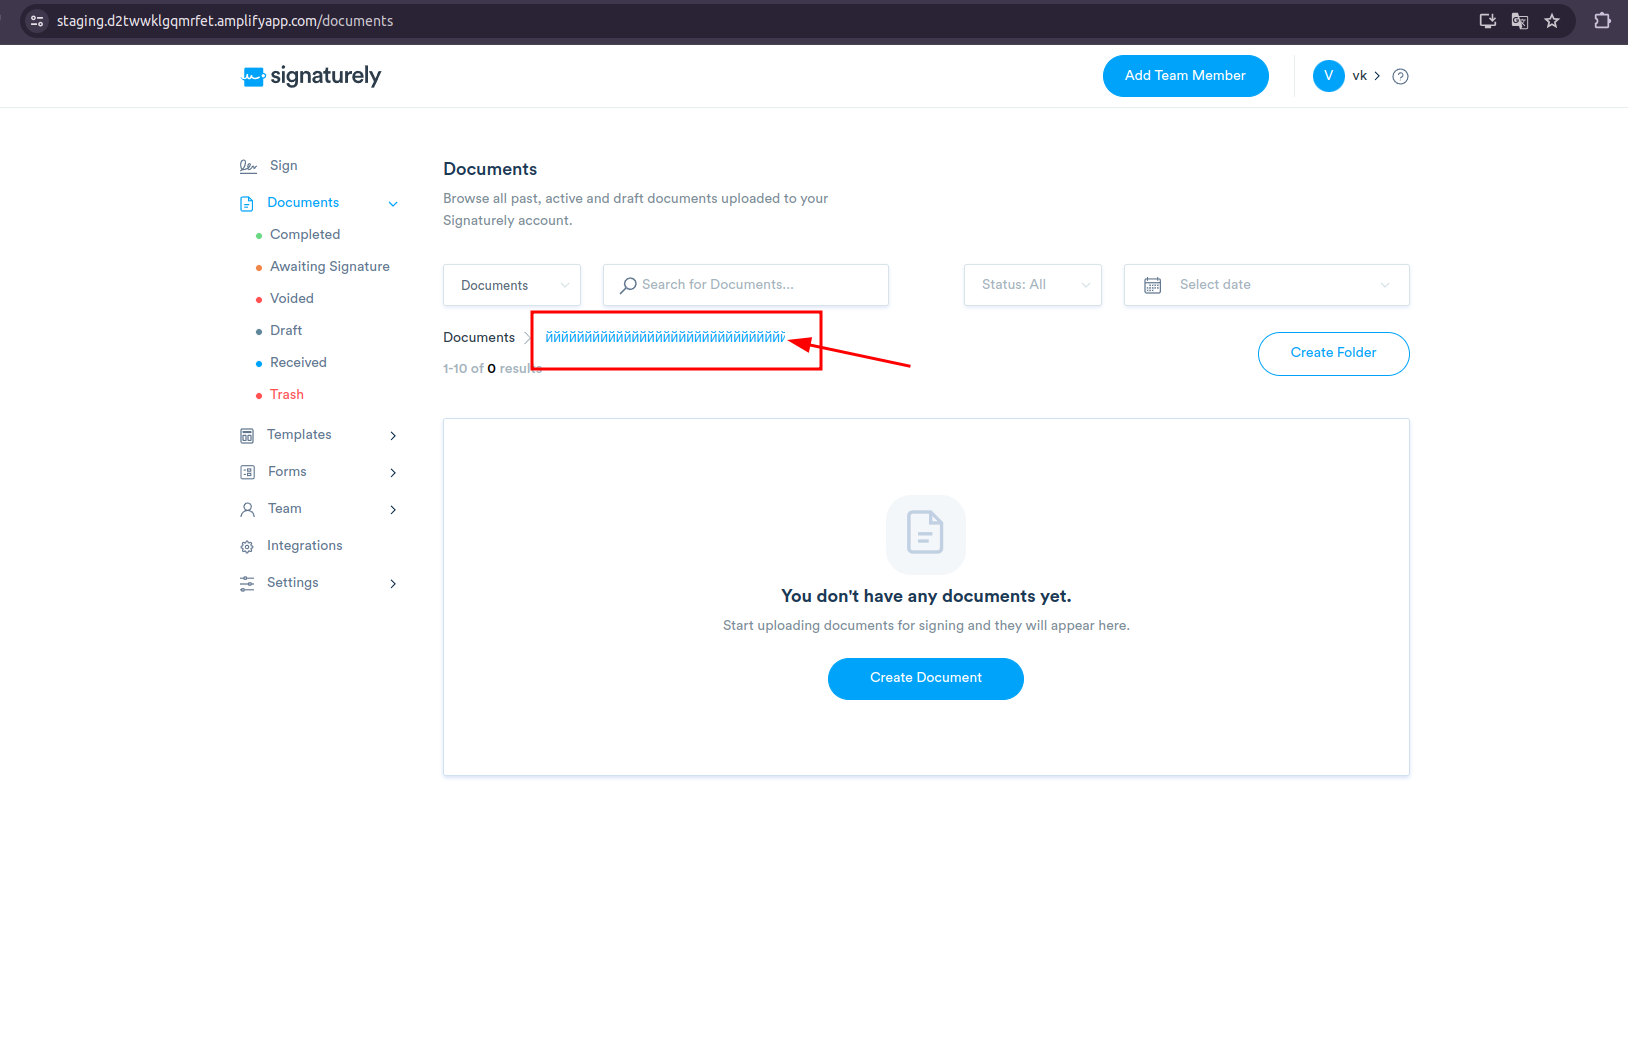 staging.d2twwklgqmrfet.amplifyapp.com/documents
signaturely
Add Team Member
V
vk
Sign
Documents
Completed
Awaiting Signature
Voided
Draft
Received
Trash
Templates
Forms
Team
Integrations
Settings
Documents
Browse all past, active and draft documents uploaded to your
Signaturely account.
Documents
Search for Documents...
Status: All
Select date
Documents
1-10 of 0 results
Create Folder
You don't have any documents yet.
Start uploading documents for signing and they will appear here.
Create Document